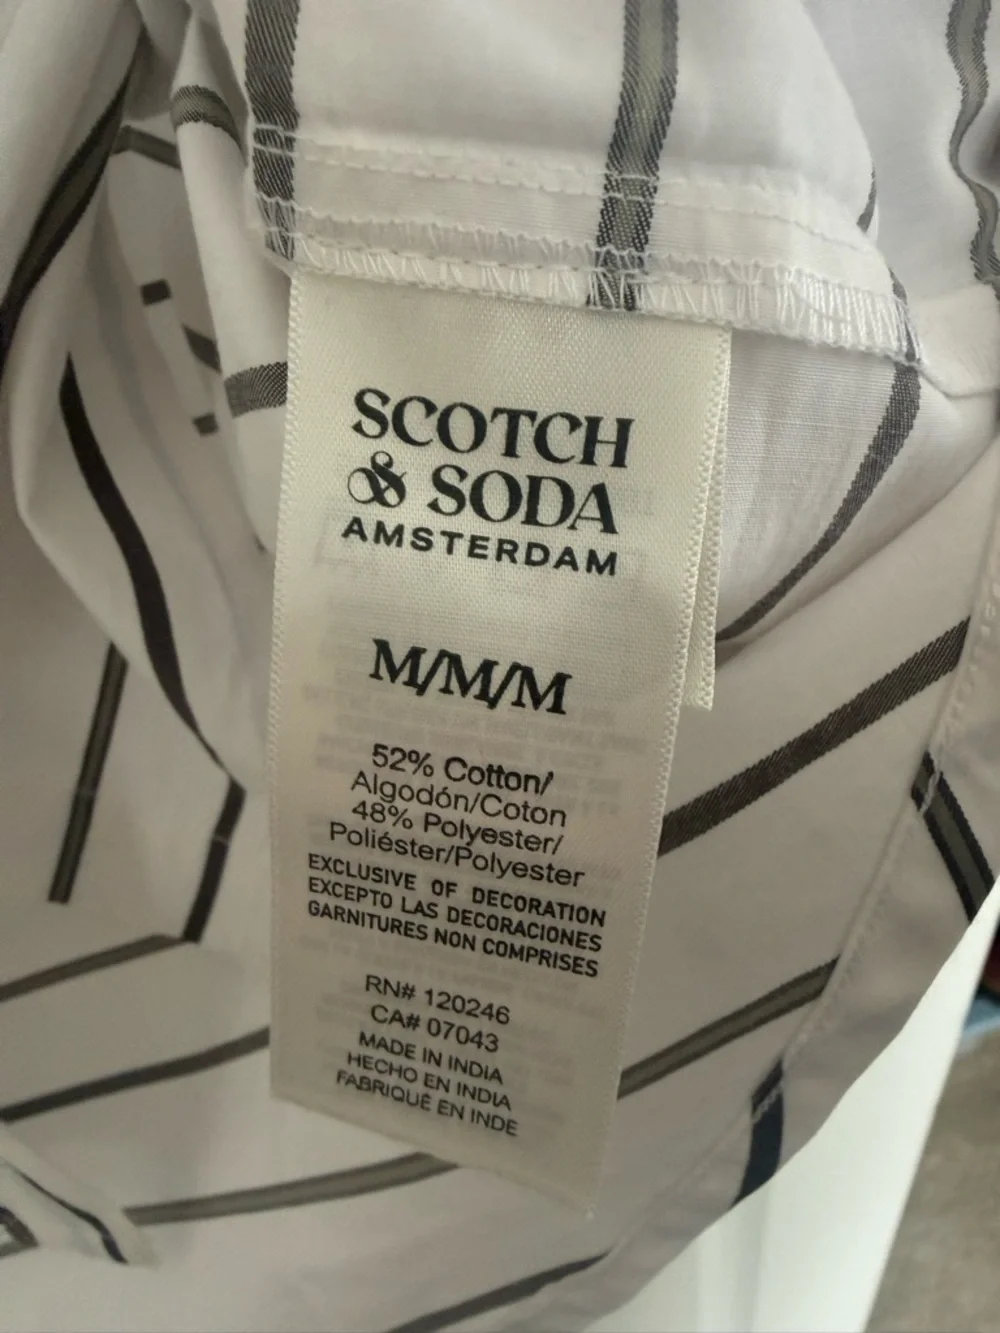 SCOTCH
& SODA
AMSTERDAM
M/M/M
52% Cotton/
Algodón/Coton
48% Polyester/
Poliéster/Polyester
EXCLUSIVE OF DECORATION
EXCEPTO LAS DECORACIONES
GARNITURES NON COMPRISES
RN# 120246
CA# 07043
MADE IN INDIA
HECHO EN INDIA
FABRIQUÉ EN INDE